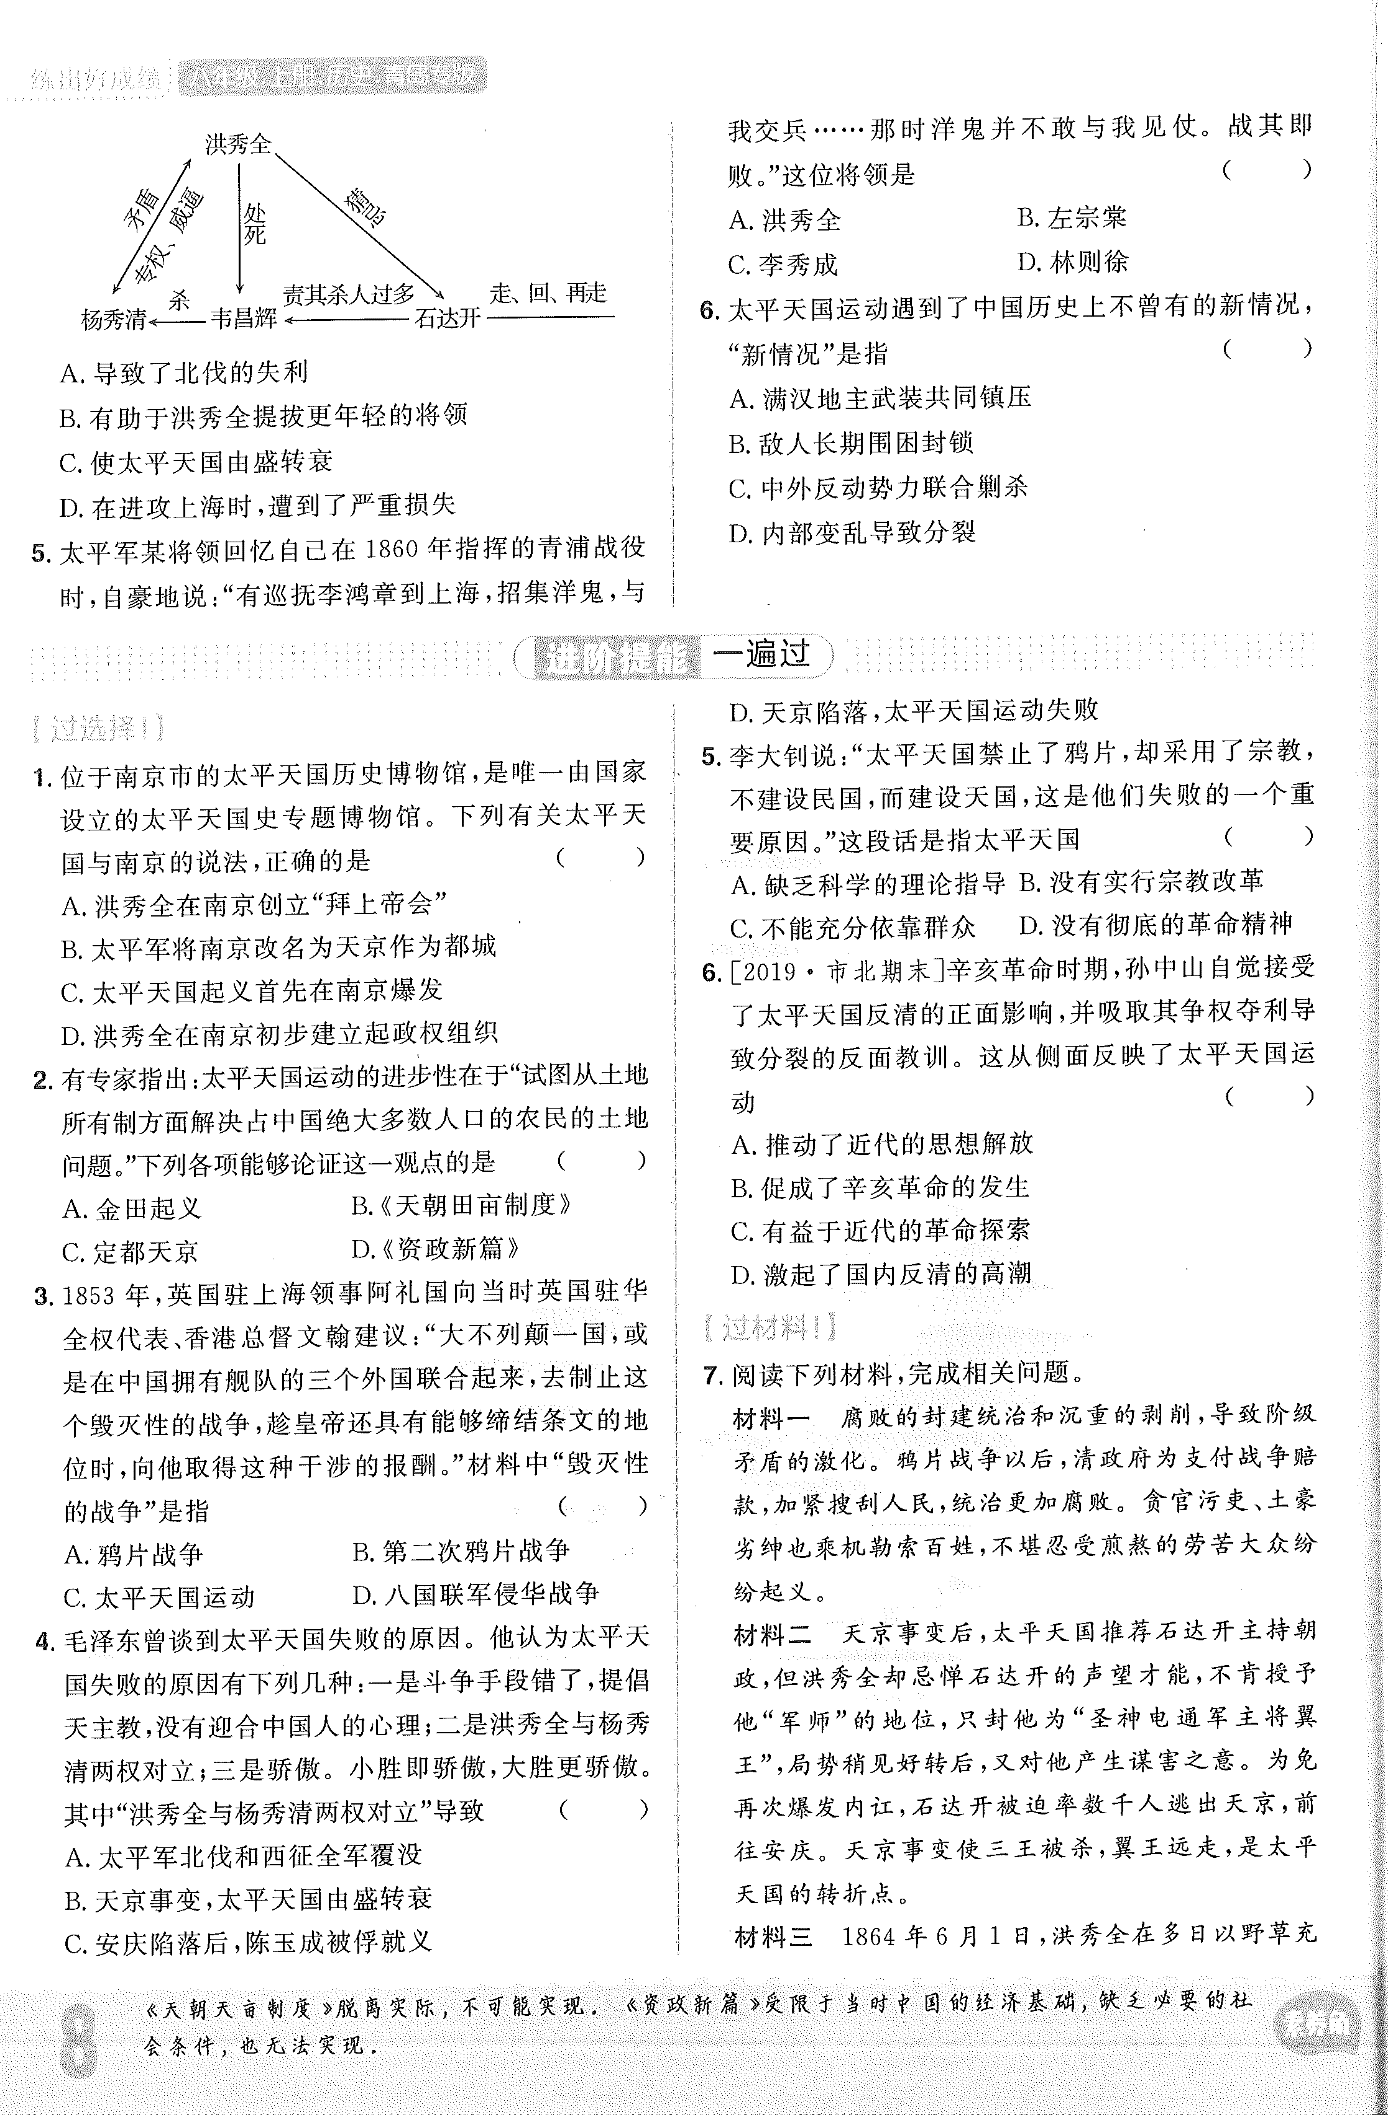 练出好成绩 八年级 上册 历史 青岛专版
洪秀全
矛盾
专权、威逼
处死
猜忌
杨秀清
杀
韦昌辉
责其杀人过多
石达开
走、回、再走
A. 导致了北伐的失利
B. 有助于洪秀全提拔更年轻的将领
C. 使太平天国由盛转衰
D. 在进攻上海时,遭到了严重损失
5. 太平军某将领回忆自己在 1860 年指挥的青浦战役
时,自豪地说:“有巡抚李鸿章到上海,招集洋鬼,与
我交兵……那时洋鬼并不敢与我见仗。战其即
败。”这位将领是 ( )
A. 洪秀全 B. 左宗棠
C. 李秀成 D. 林则徐
6. 太平天国运动遇到了中国历史上不曾有的新情况,
“新情况”是指 ( )
A. 满汉地主武装共同镇压
B. 敌人长期围困封锁
C. 中外反动势力联合剿杀
D. 内部变乱导致分裂
进阶提能 一遍过
[过选择!]
1. 位于南京市的太平天国历史博物馆,是唯一由国家
设立的太平天国史专题博物馆。下列有关太平天
国与南京的说法,正确的是 ( )
A. 洪秀全在南京创立“拜上帝会”
B. 太平军将南京改名为天京作为都城
C. 太平天国起义首先在南京爆发
D. 洪秀全在南京初步建立起政权组织
2. 有专家指出:太平天国运动的进步性在于“试图从土地
所有制方面解决占中国绝大多数人口的农民的土地
问题。”下列各项能够论证这一观点的是 ( )
A. 金田起义 B.《天朝田亩制度》
C. 定都天京 D.《资政新篇》
3. 1853 年,英国驻上海领事阿礼国向当时英国驻华
全权代表、香港总督文翰建议:“大不列颠一国,或
是在中国拥有舰队的三个外国联合起来,去制止这
个毁灭性的战争,趁皇帝还具有能够缔结条文的地
位时,向他取得这种干涉的报酬。”材料中“毁灭性
的战争”是指 ( )
A. 鸦片战争 B. 第二次鸦片战争
C. 太平天国运动 D. 八国联军侵华战争
4. 毛泽东曾谈到太平天国失败的原因。他认为太平天
国失败的原因有下列几种:一是斗争手段错了,提倡
天主教,没有迎合中国人的心理;二是洪秀全与杨秀
清两权对立;三是骄傲。小胜即骄傲,大胜更骄傲。
其中“洪秀全与杨秀清两权对立”导致 ( )
A. 太平军北伐和西征全军覆没
B. 天京事变,太平天国由盛转衰
C. 安庆陷落后,陈玉成被俘就义
D. 天京陷落,太平天国运动失败
5. 李大钊说:“太平天国禁止了鸦片,却采用了宗教,
不建设民国,而建设天国,这是他们失败的一个重
要原因。”这段话是指太平天国 ( )
A. 缺乏科学的理论指导 B. 没有实行宗教改革
C. 不能充分依靠群众 D. 没有彻底的革命精神
6. [2019·市北期末]辛亥革命时期,孙中山自觉接受
了太平天国反清的正面影响,并吸取其争权夺利导
致分裂的反面教训。这从侧面反映了太平天国运
动 ( )
A. 推动了近代的思想解放
B. 促成了辛亥革命的发生
C. 有益于近代的革命探索
D. 激起了国内反清的高潮
[过材料!]
7. 阅读下列材料,完成相关问题。
材料一 腐败的封建统治和沉重的剥削,导致阶级
矛盾的激化。鸦片战争以后,清政府为支付战争赔
款,加紧搜刮人民,统治更加腐败。贪官污吏、土豪
劣绅也乘机勒索百姓,不堪忍受煎熬的劳苦大众纷
纷起义。
材料二 天京事变后,太平天国推荐石达开主持朝
政,但洪秀全却忌惮石达开的声望才能,不肯授予
他“军师”的地位,只封他为“圣神电通军主将翼
王”,局势稍见好转后,又对他产生谋害之意。为免
再次爆发内讧,石达开被迫率数千人逃出天京,前
往安庆。天京事变使三王被杀,翼王远走,是太平
天国的转折点。
材料三 1864 年 6 月 1 日,洪秀全在多日以野草充
8
《天朝天亩制度》脱离实际,不可能实现.《资政新篇》受限于当时中国的经济基础,缺乏必要的社
会条件,也无法实现.